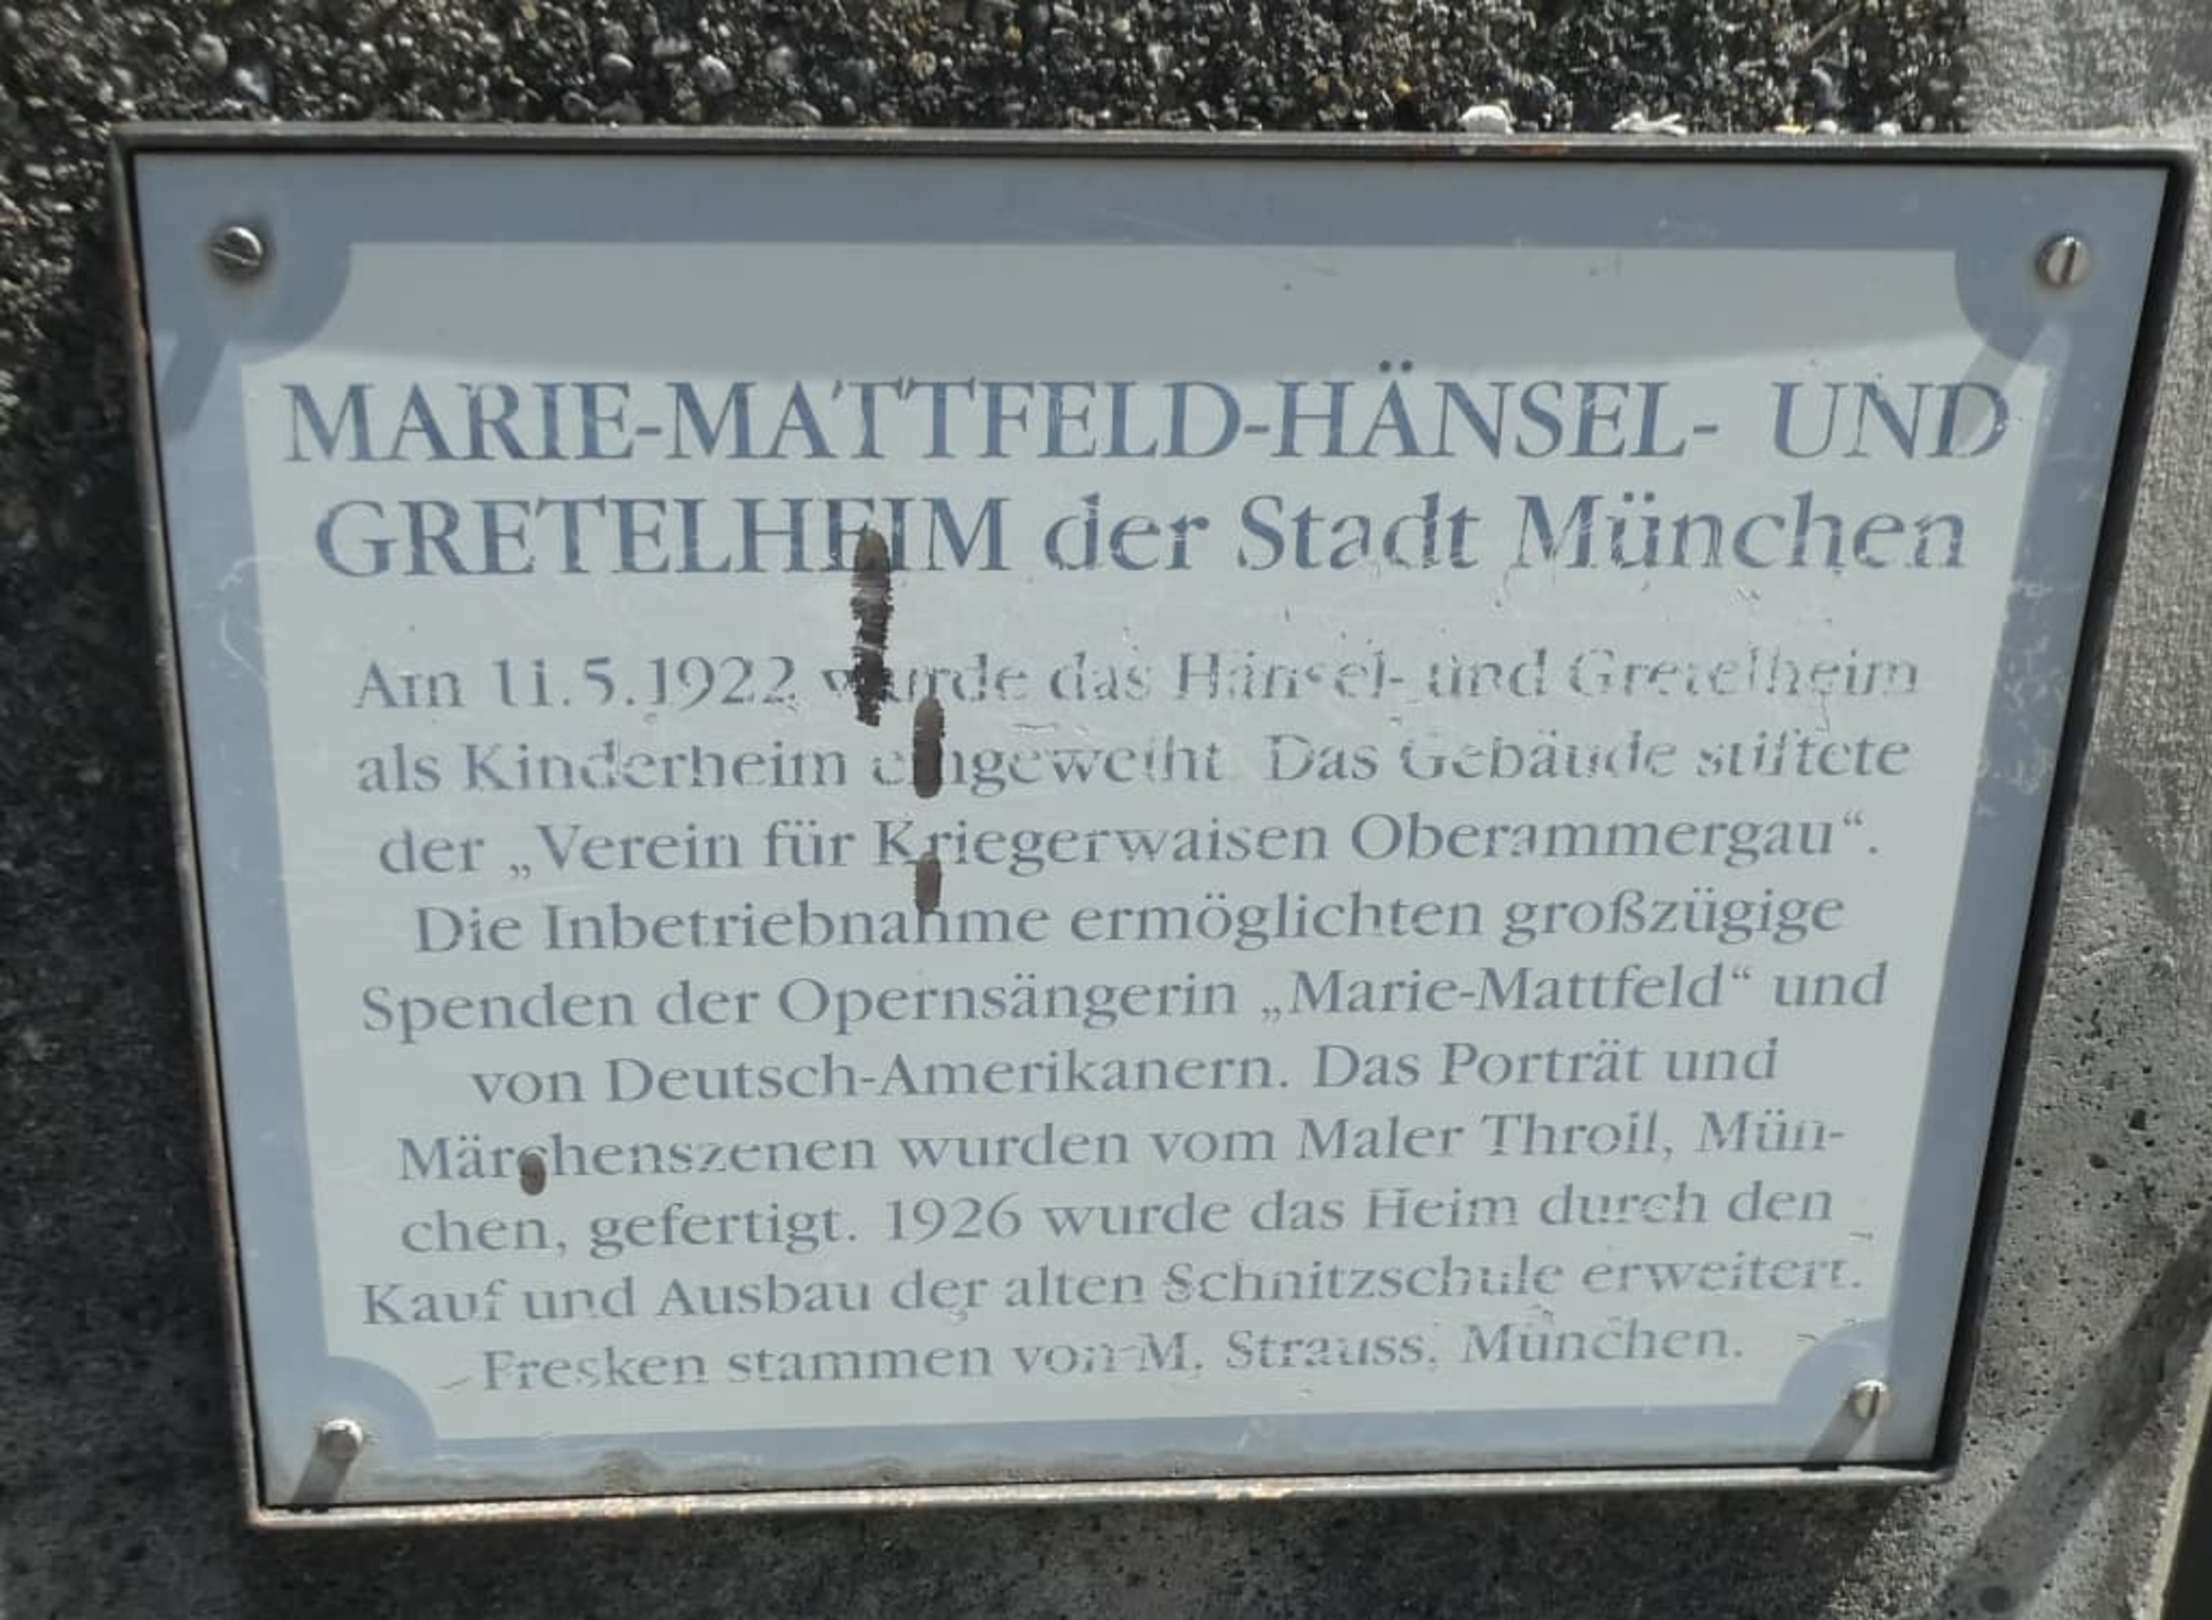 MARIE-MATTFELD-HÄNSEL- UND
GRETELHEIM der Stadt München
Am 11.5.1922 wurde das Hänsel- und Gretelheim
als Kinderheim eingeweiht. Das Gebäude stiftete
der „Verein für Kriegerwaisen Oberammergau“.
Die Inbetriebnahme ermöglichten großzügige
Spenden der Opernsängerin „Marie-Mattfeld“ und
von Deutsch-Amerikanern. Das Porträt und
Märchenszenen wurden vom Maler Throil, Mün-
chen, gefertigt. 1926 wurde das Heim durch den
Kauf und Ausbau der alten Schnitzschule erweitert.
Fresken stammen von M. Strauss, München.